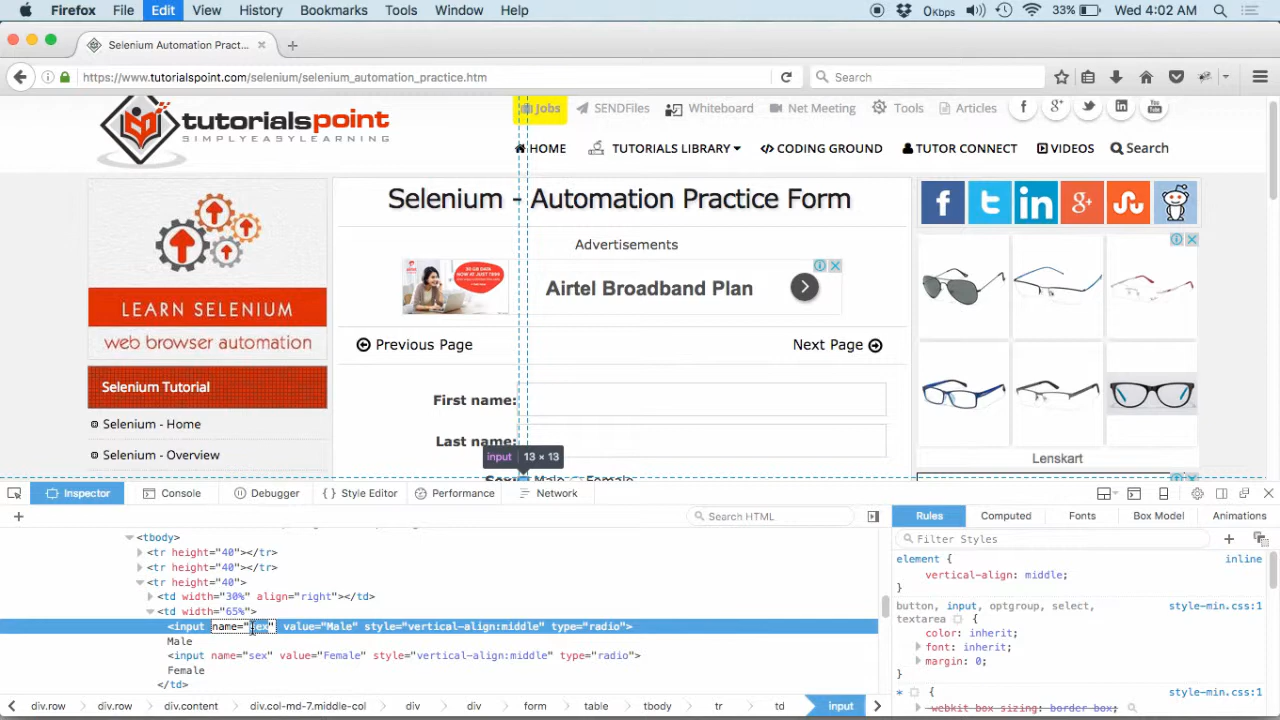 Firefox File Edit View History Bookmarks Tools Window Help 0Kbps 33% Wed 4:02 AM
Selenium Automation Pract...
https://www.tutorialspoint.com/selenium/selenium_automation_practice.htm Search
tutorialspoint
SIMPLYEASYLEARNING
Jobs SENDFiles Whiteboard Net Meeting Tools Articles
HOME TUTORIALS LIBRARY CODING GROUND TUTOR CONNECT VIDEOS Search
LEARN SELENIUM
web browser automation
Selenium Tutorial
Selenium - Home
Selenium - Overview
Selenium - Automation Practice Form
Advertisements
Airtel Broadband Plan
Previous Page Next Page
First name:
Last name:
input 13 × 13
Male Female
Lenskart
Inspector Console Debugger Style Editor Performance Network
Search HTML
<tbody>
<tr height="40"></tr>
<tr height="40"></tr>
<tr height="40">
<td width="30%" align="right"></td>
<td width="65%">
<input name="sex" value="Male" style="vertical-align:middle" type="radio">
Male
<input name="sex" value="Female" style="vertical-align:middle" type="radio">
Female
</td>
div.row div.row div.content div.col-md-7.middle-col div div form table tbody tr td input
Rules Computed Fonts Box Model Animations
Filter Styles
element { inline
vertical-align: middle;
}
button, input, optgroup, select, style-min.css:1
textarea {
color: inherit;
font: inherit;
margin: 0;
}
* { style-min.css:1
-webkit-box-sizing: border-box;